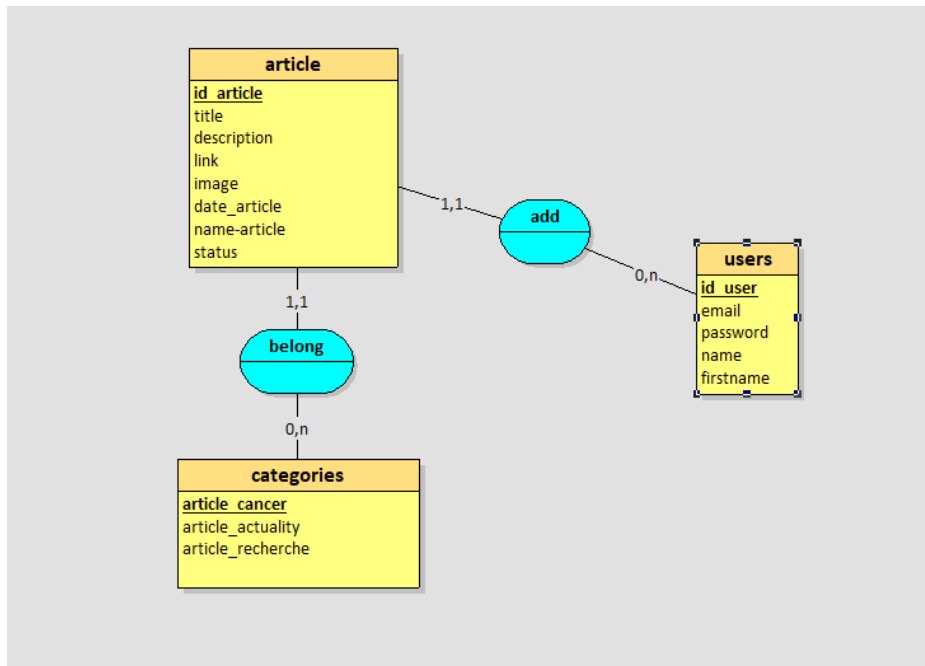 article
id_article
title
description
link
image
date_article
name-article
status
1,1
add
0,n
users
id_user
email
password
name
firstname
1,1
belong
0,n
categories
article_cancer
article_actuality
article_recherche